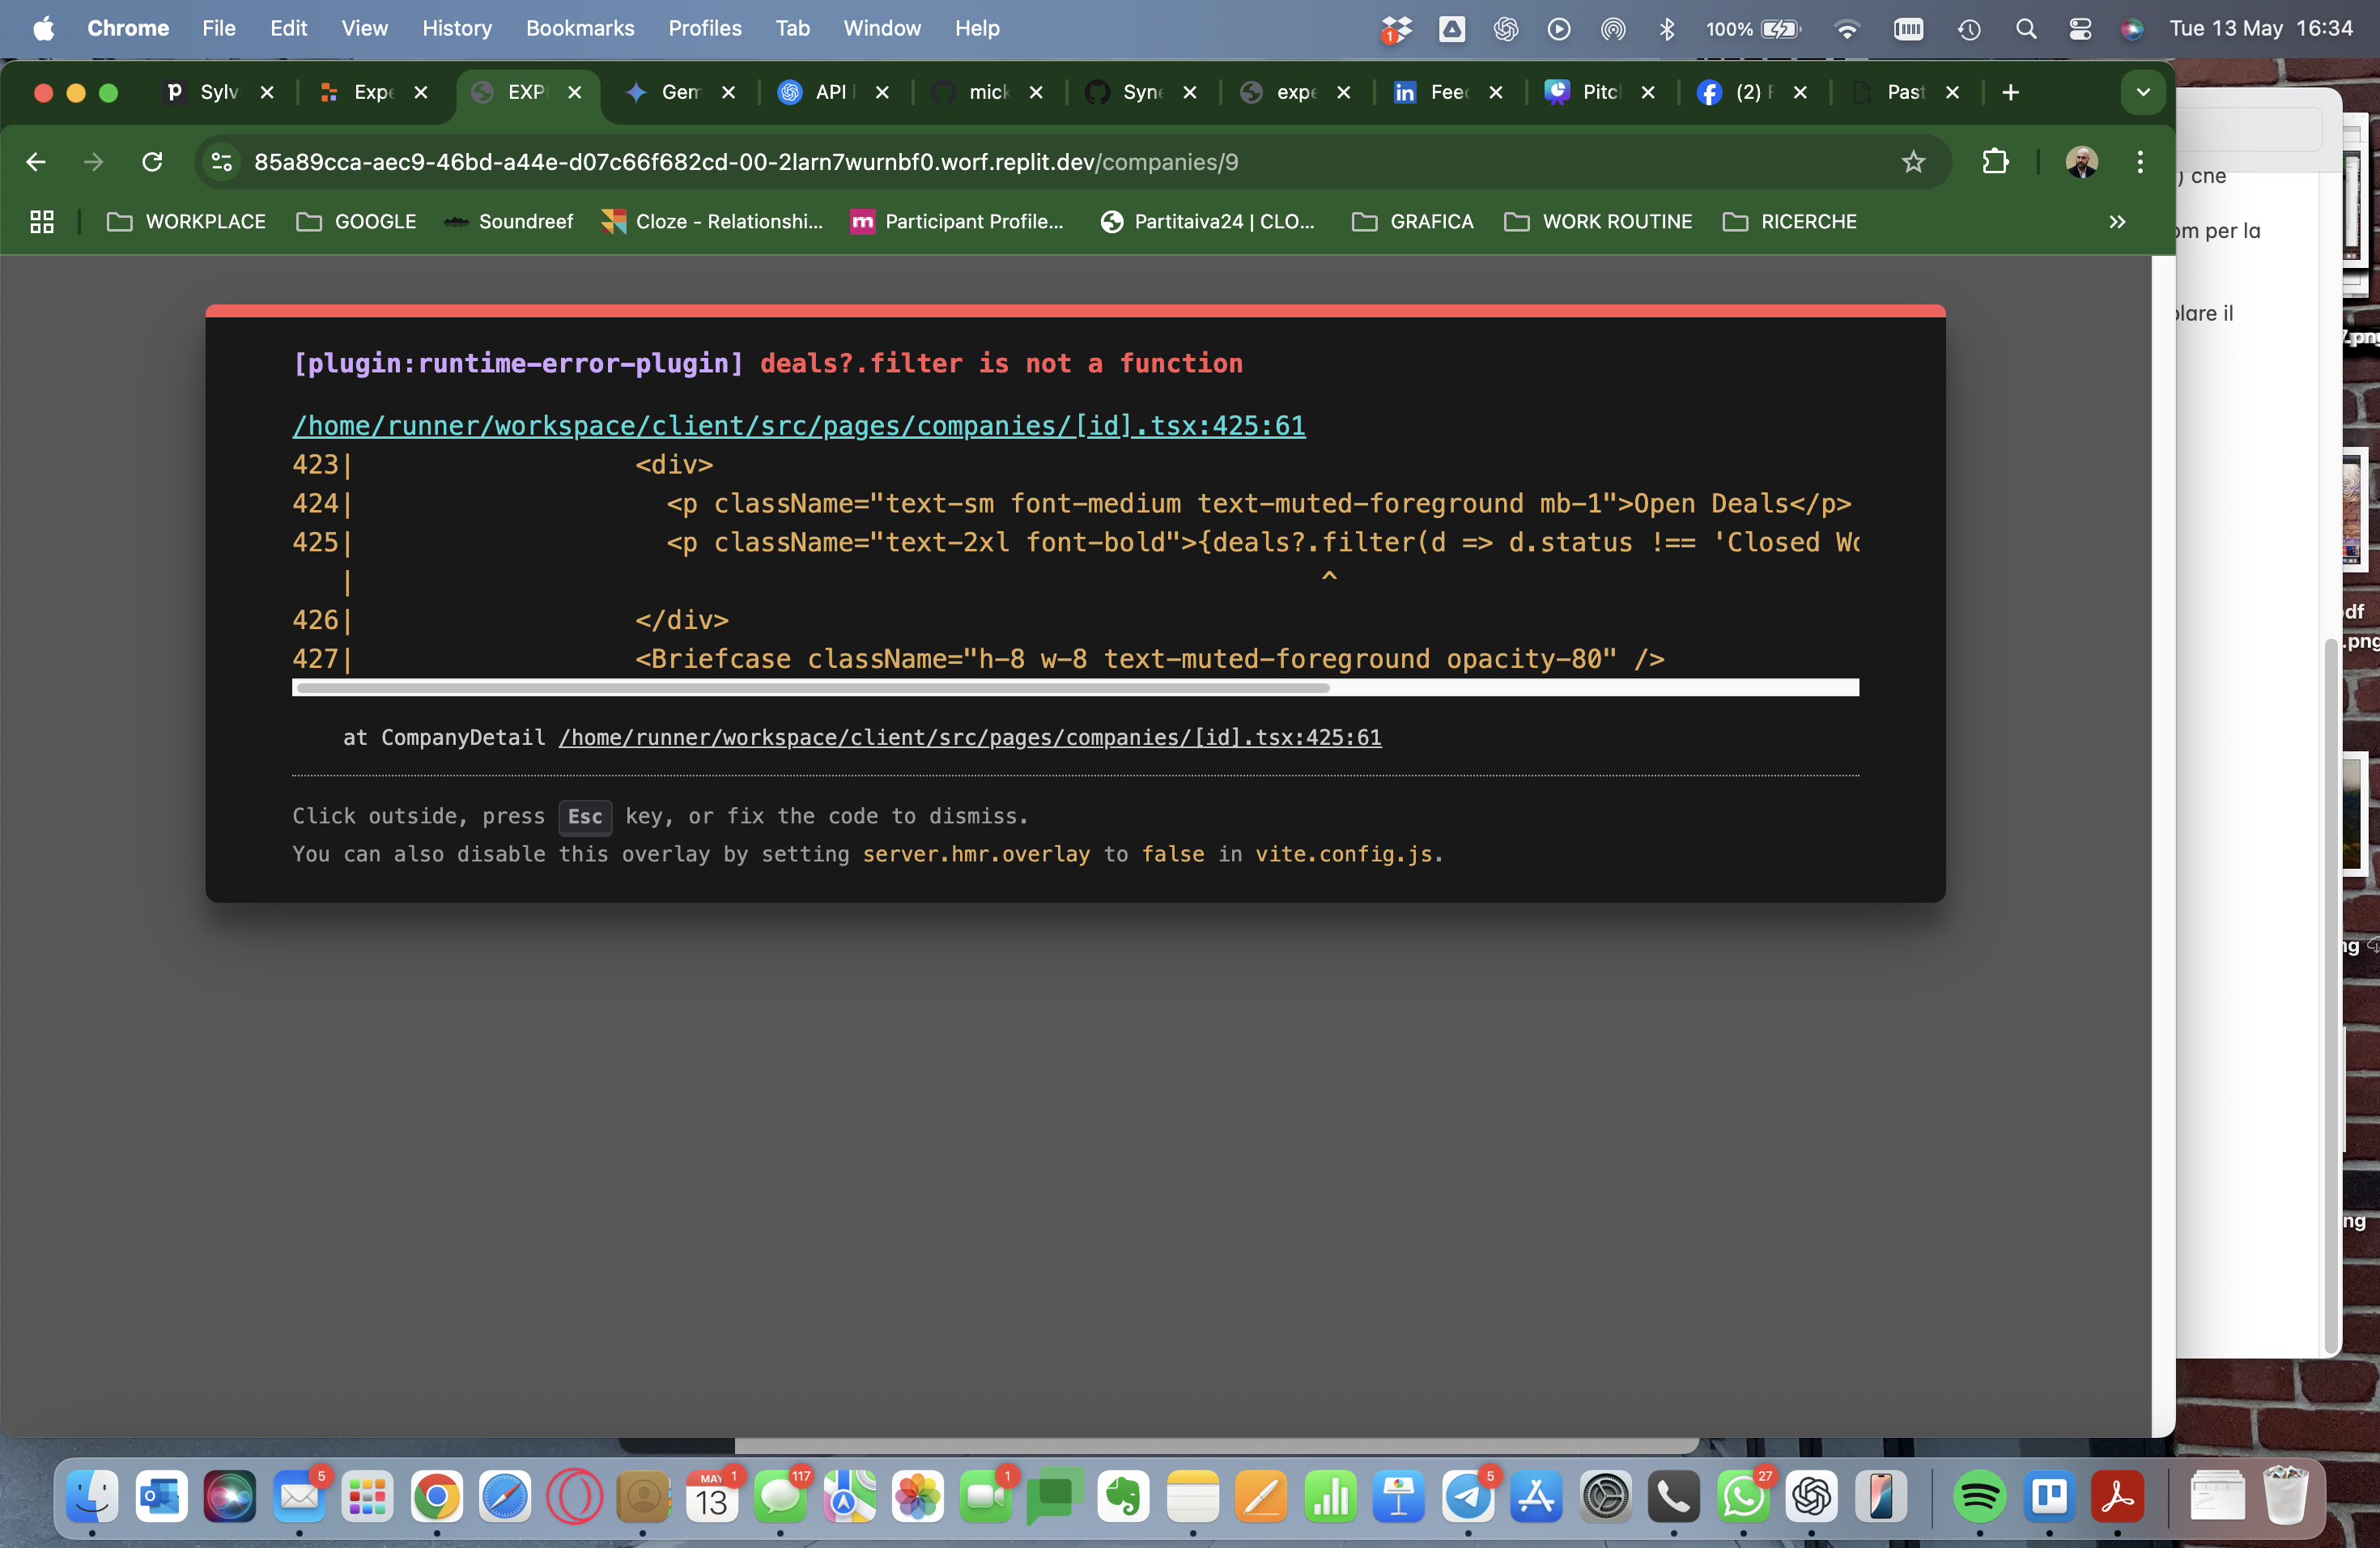 Chrome File Edit View History Bookmarks Profiles Tab Window Help 1 100% Tue 13 May 16:34
Sylv Expe EXP Gem API mick Syne expe in Feed Pitc (2) Past
85a89cca-aec9-46bd-a44e-d07c66f682cd-00-2larn7wurnbf0.worf.replit.dev/companies/9
WORKPLACE GOOGLE Soundreef Cloze - Relationshi... m Participant Profile... Partitaiva24 | CLO... GRAFICA WORK ROUTINE RICERCHE
) che
om per la
olare il
.png
[plugin:runtime-error-plugin] deals?.filter is not a function
/home/runner/workspace/client/src/pages/companies/[id].tsx:425:61
423| <div>
424| <p className="text-sm font-medium text-muted-foreground mb-1">Open Deals</p>
425| <p className="text-2xl font-bold">{deals?.filter(d => d.status !== 'Closed Wo
| ^
426| </div>
427| <Briefcase className="h-8 w-8 text-muted-foreground opacity-80" />
df
.png
at CompanyDetail /home/runner/workspace/client/src/pages/companies/[id].tsx:425:61
Click outside, press Esc key, or fix the code to dismiss.
You can also disable this overlay by setting server.hmr.overlay to false in vite.config.js.
ng
ng
5 MAY 13 1 117 1 5 27